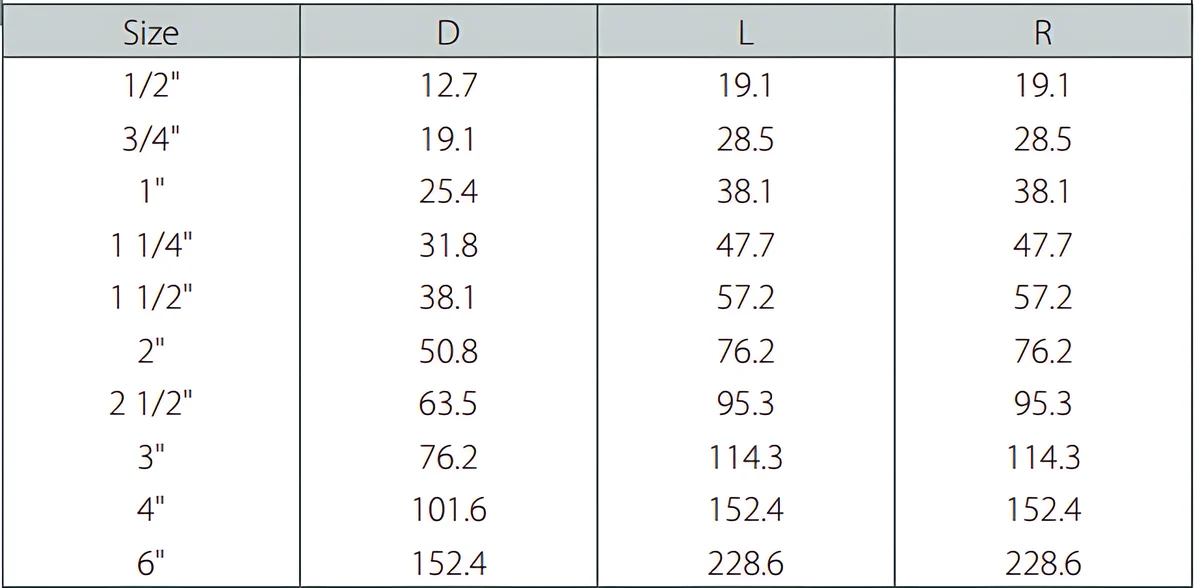 Size D L R
1/2" 12.7 19.1 19.1
3/4" 19.1 28.5 28.5
1" 25.4 38.1 38.1
1 1/4" 31.8 47.7 47.7
1 1/2" 38.1 57.2 57.2
2" 50.8 76.2 76.2
2 1/2" 63.5 95.3 95.3
3" 76.2 114.3 114.3
4" 101.6 152.4 152.4
6" 152.4 228.6 228.6